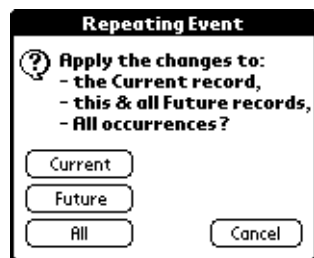 Repeating Event
Apply the changes to:
- the Current record,
- this & all Future records,
- All occurrences?
Current
Future
All
Cancel